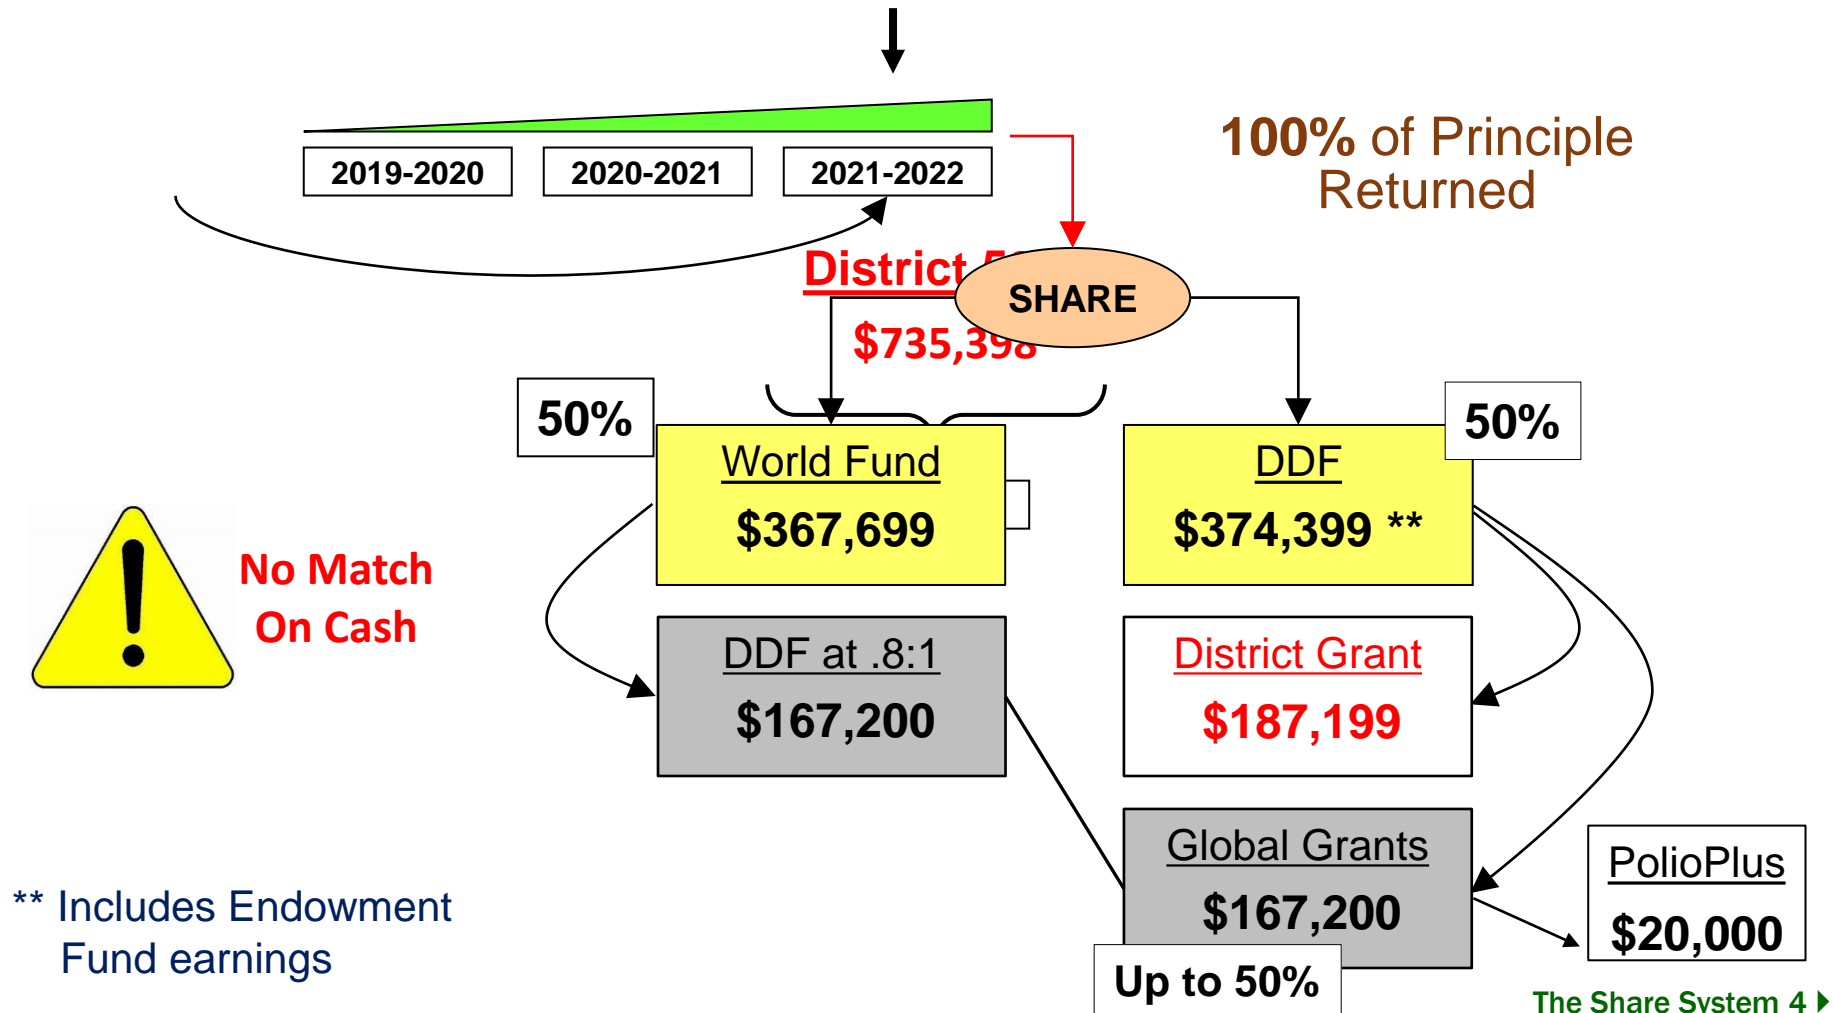 2019-2020
2020-2021
2021-2022
100% of Principle
Returned
District
SHARE
$735,398
50%
50%
World Fund
$367,699
DDF
$374,399 **
No Match
On Cash
DDF at .8:1
$167,200
District Grant
$187,199
Global Grants
$167,200
Up to 50%
PolioPlus
$20,000
** Includes Endowment
Fund earnings
The Share System 4